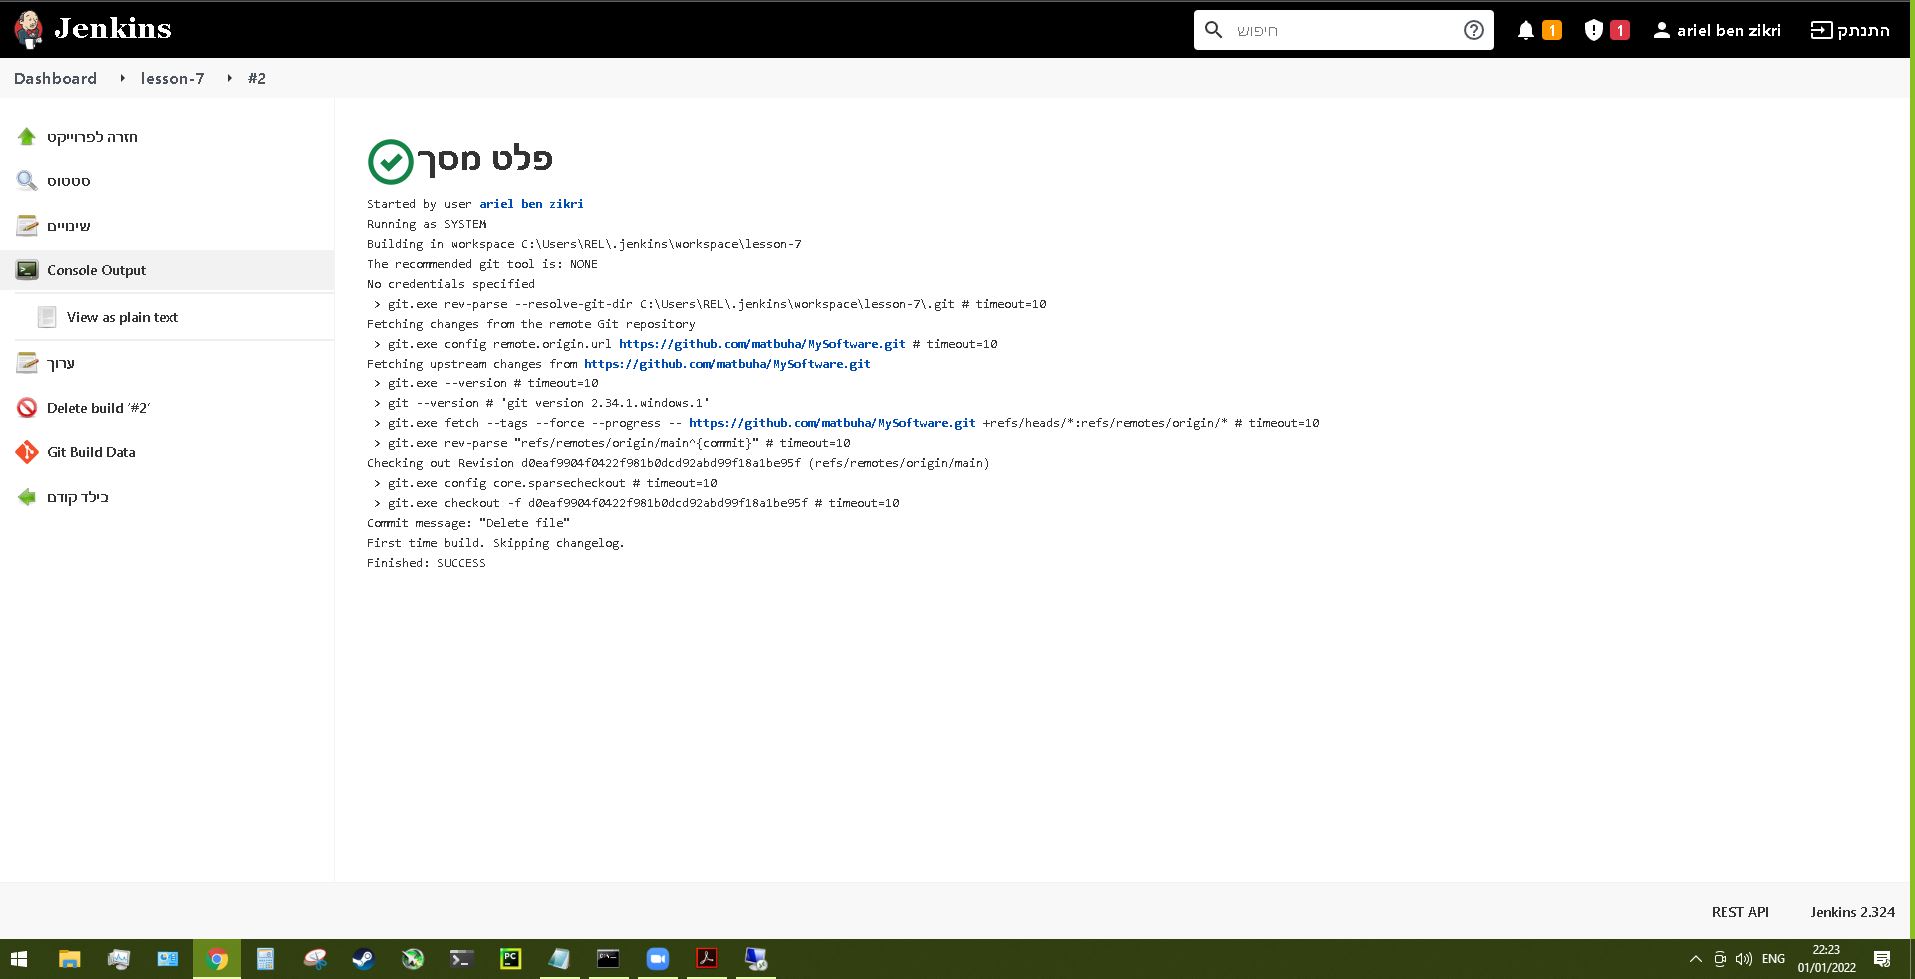 Jenkins
חיפוש
1
1
ariel ben zikri
התנתק
Dashboard
lesson-7
#2
חזרה לפרוייקט
סטטוס
שינויים
Console Output
View as plain text
ערוך
Delete build ‘#2’
Git Build Data
בילד קודם
פלט מסך
Started by user ariel ben zikri
Running as SYSTEM
Building in workspace C:\Users\REL\.jenkins\workspace\lesson-7
The recommended git tool is: NONE
No credentials specified
> git.exe rev-parse --resolve-git-dir C:\Users\REL\.jenkins\workspace\lesson-7\.git # timeout=10
Fetching changes from the remote Git repository
> git.exe config remote.origin.url https://github.com/matbuha/MySoftware.git # timeout=10
Fetching upstream changes from https://github.com/matbuha/MySoftware.git
> git.exe --version # timeout=10
> git --version # 'git version 2.34.1.windows.1'
> git.exe fetch --tags --force --progress -- https://github.com/matbuha/MySoftware.git +refs/heads/*:refs/remotes/origin/* # timeout=10
> git.exe rev-parse "refs/remotes/origin/main^{commit}" # timeout=10
Checking out Revision d0eaf9904f0422f981b0dcd92abd99f18a1be95f (refs/remotes/origin/main)
> git.exe config core.sparsecheckout # timeout=10
> git.exe checkout -f d0eaf9904f0422f981b0dcd92abd99f18a1be95f # timeout=10
Commit message: "Delete file"
First time build. Skipping changelog.
Finished: SUCCESS
REST API
Jenkins 2.324
PC
ENG
22:23
01/01/2022